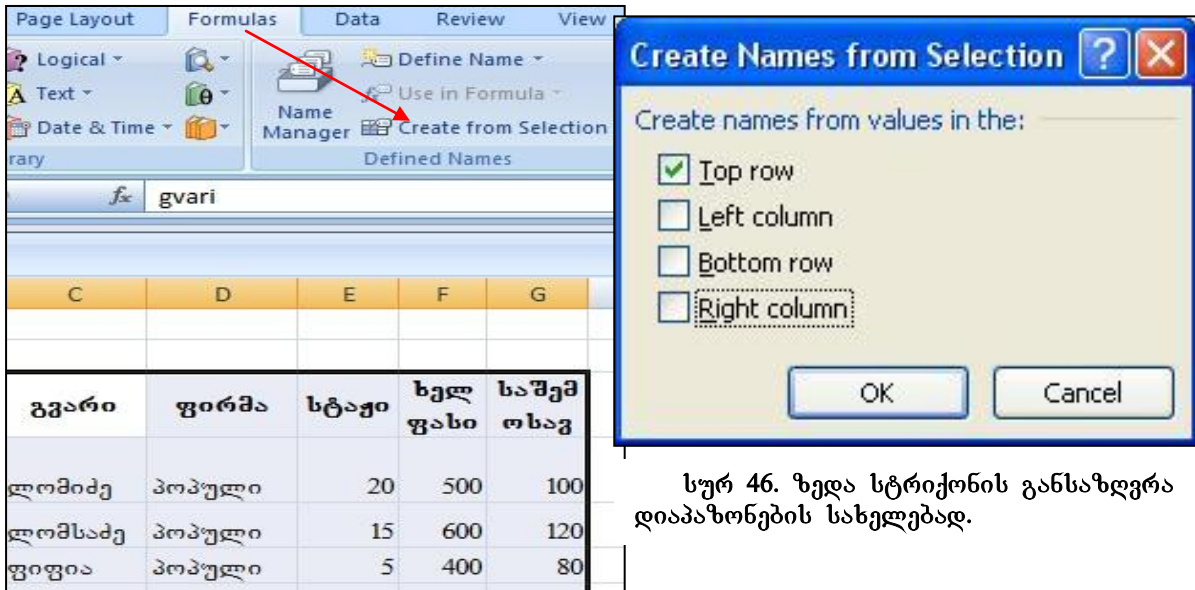 Page Layout Formulas Data Review View
Logical
Text
Date & Time
Name Manager
Define Name
Use in Formula
Create from Selection
rary
Defined Names
fx gvari
C D E F G
გვარი ფირმა სტაჟი ხელ ფასი საშემ ოსავ
ლომიძე პოპული 20 500 100
ლომსაძე პოპული 15 600 120
ფიფია პოპული 5 400 80
Create Names from Selection
Create names from values in the:
Top row
Left column
Bottom row
Right column
OK Cancel
სურ 46. ზედა სტრიქონის განსაზღვრა
დიაპაზონების სახელებად.